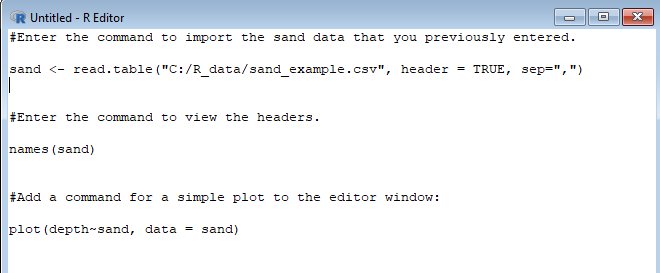 Untitled - R Editor
#Enter the command to import the sand data that you previously entered.
sand <- read.table("C:/R_data/sand_example.csv", header = TRUE, sep=",")
#Enter the command to view the headers.
names(sand)
#Add a command for a simple plot to the editor window:
plot(depth~sand, data = sand)